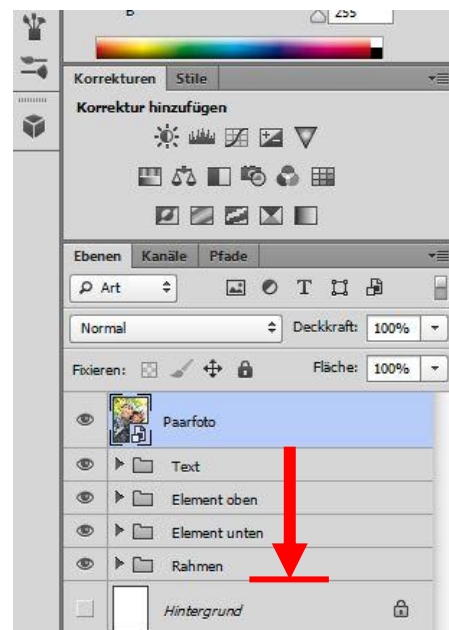 B 255
Korrekturen Stile
Korrektur hinzufügen
Ebenen Kanäle Pfade
Art T
Normal Deckkraft: 100%
Fixieren: Fläche: 100%
Paarfoto
Text
Element oben
Element unten
Rahmen
Hintergrund